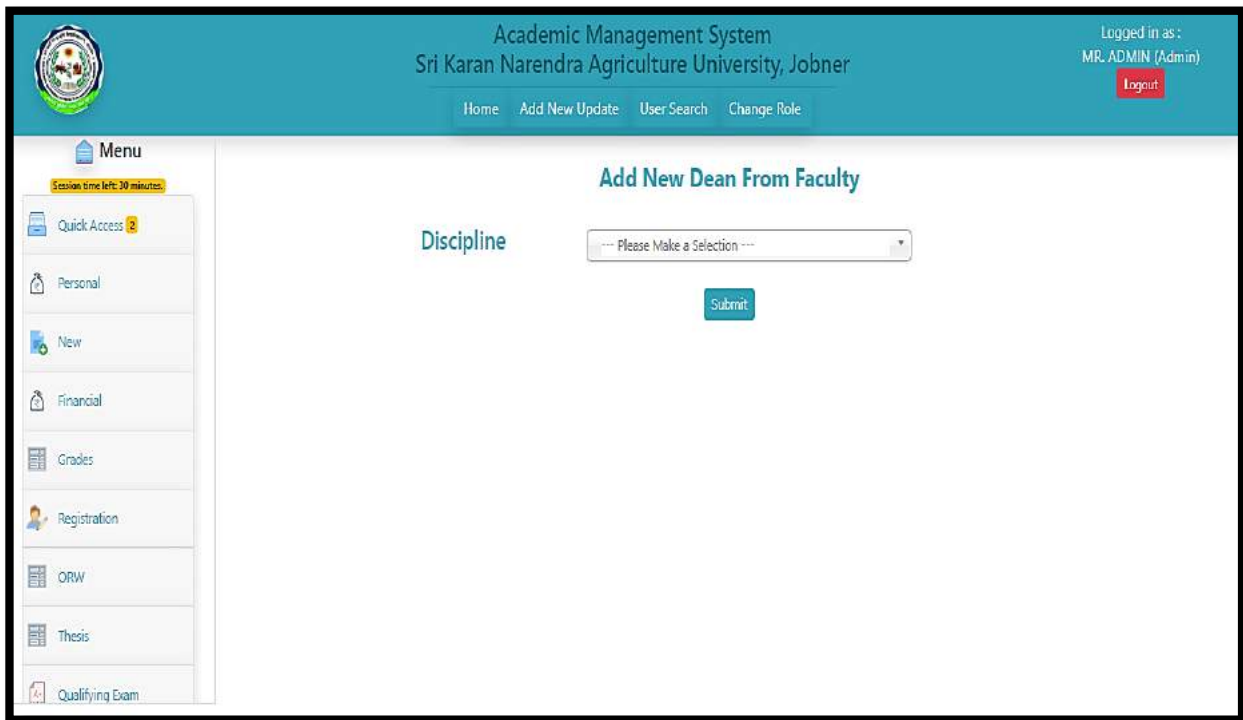 Academic Management System
Sri Karan Narendra Agriculture University, Jobner
Home Add New Update User Search Change Role
Logged in as :
MR. ADMIN (Admin)
Logout
Menu
Session time left: 30 minutes.
Quick Access 2
Personal
New
Financial
Grades
Registration
ORW
Thesis
Qualifying Exam
Add New Dean From Faculty
Discipline
--- Please Make a Selection ---
Submit